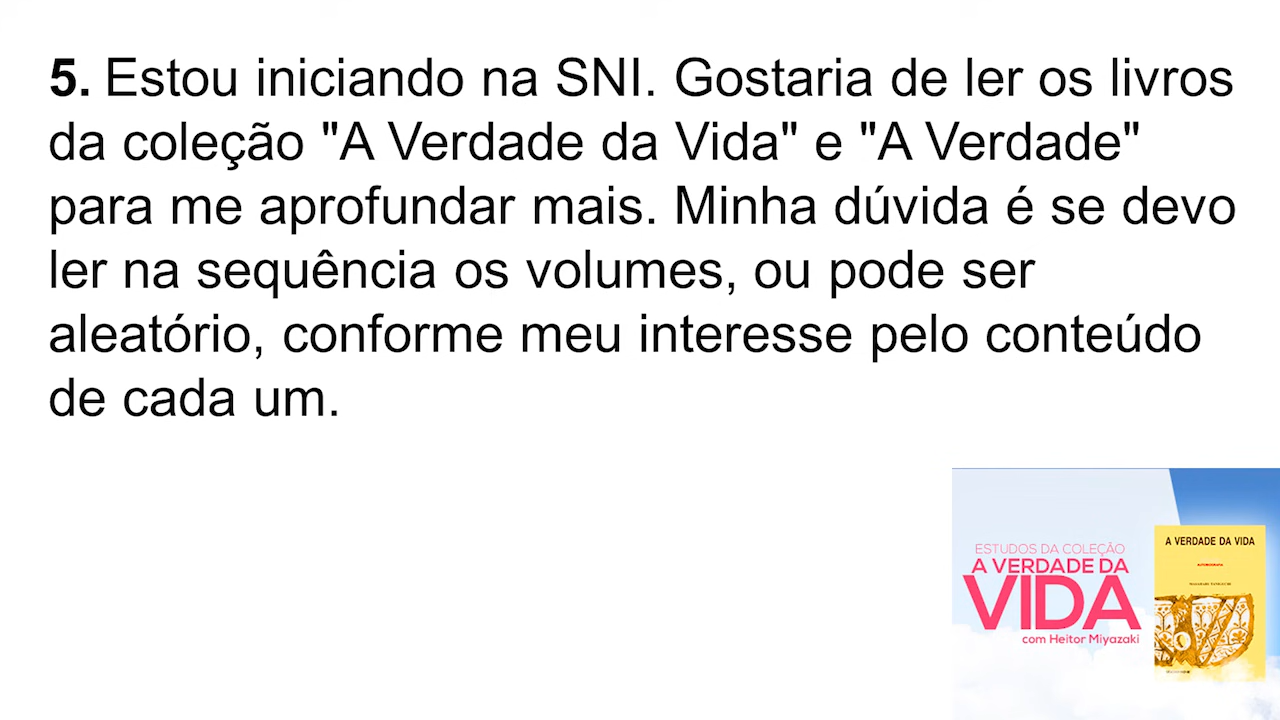 5. Estou iniciando na SNI. Gostaria de ler os livros
da coleção "A Verdade da Vida" e "A Verdade"
para me aprofundar mais. Minha dúvida é se devo
ler na sequência os volumes, ou pode ser
aleatório, conforme meu interesse pelo conteúdo
de cada um.
ESTUDOS DA COLEÇÃO
A VERDADE DA
VIDA
com Heitor Miyazaki
A VERDADE DA VIDA
AUTOBIOGRAFIA